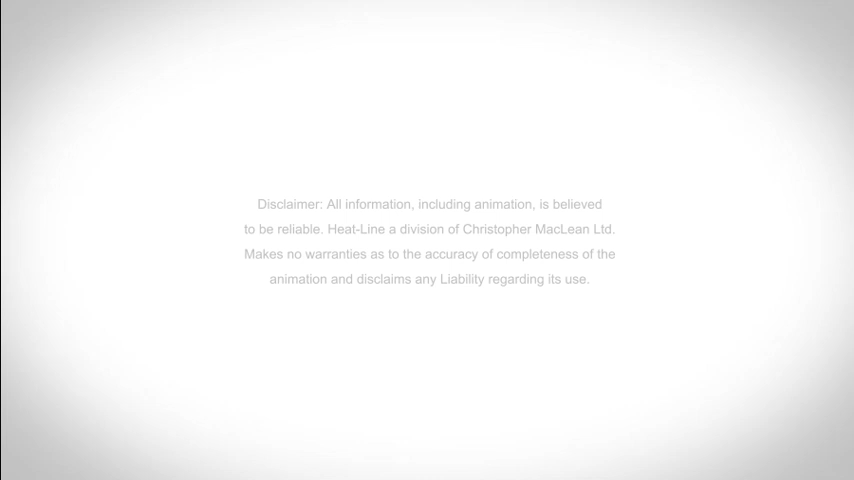 Disclaimer: All information, including animation, is believed
to be reliable. Heat-Line a division of Christopher MacLean Ltd.
Makes no warranties as to the accuracy of completeness of the
animation and disclaims any Liability regarding its use.